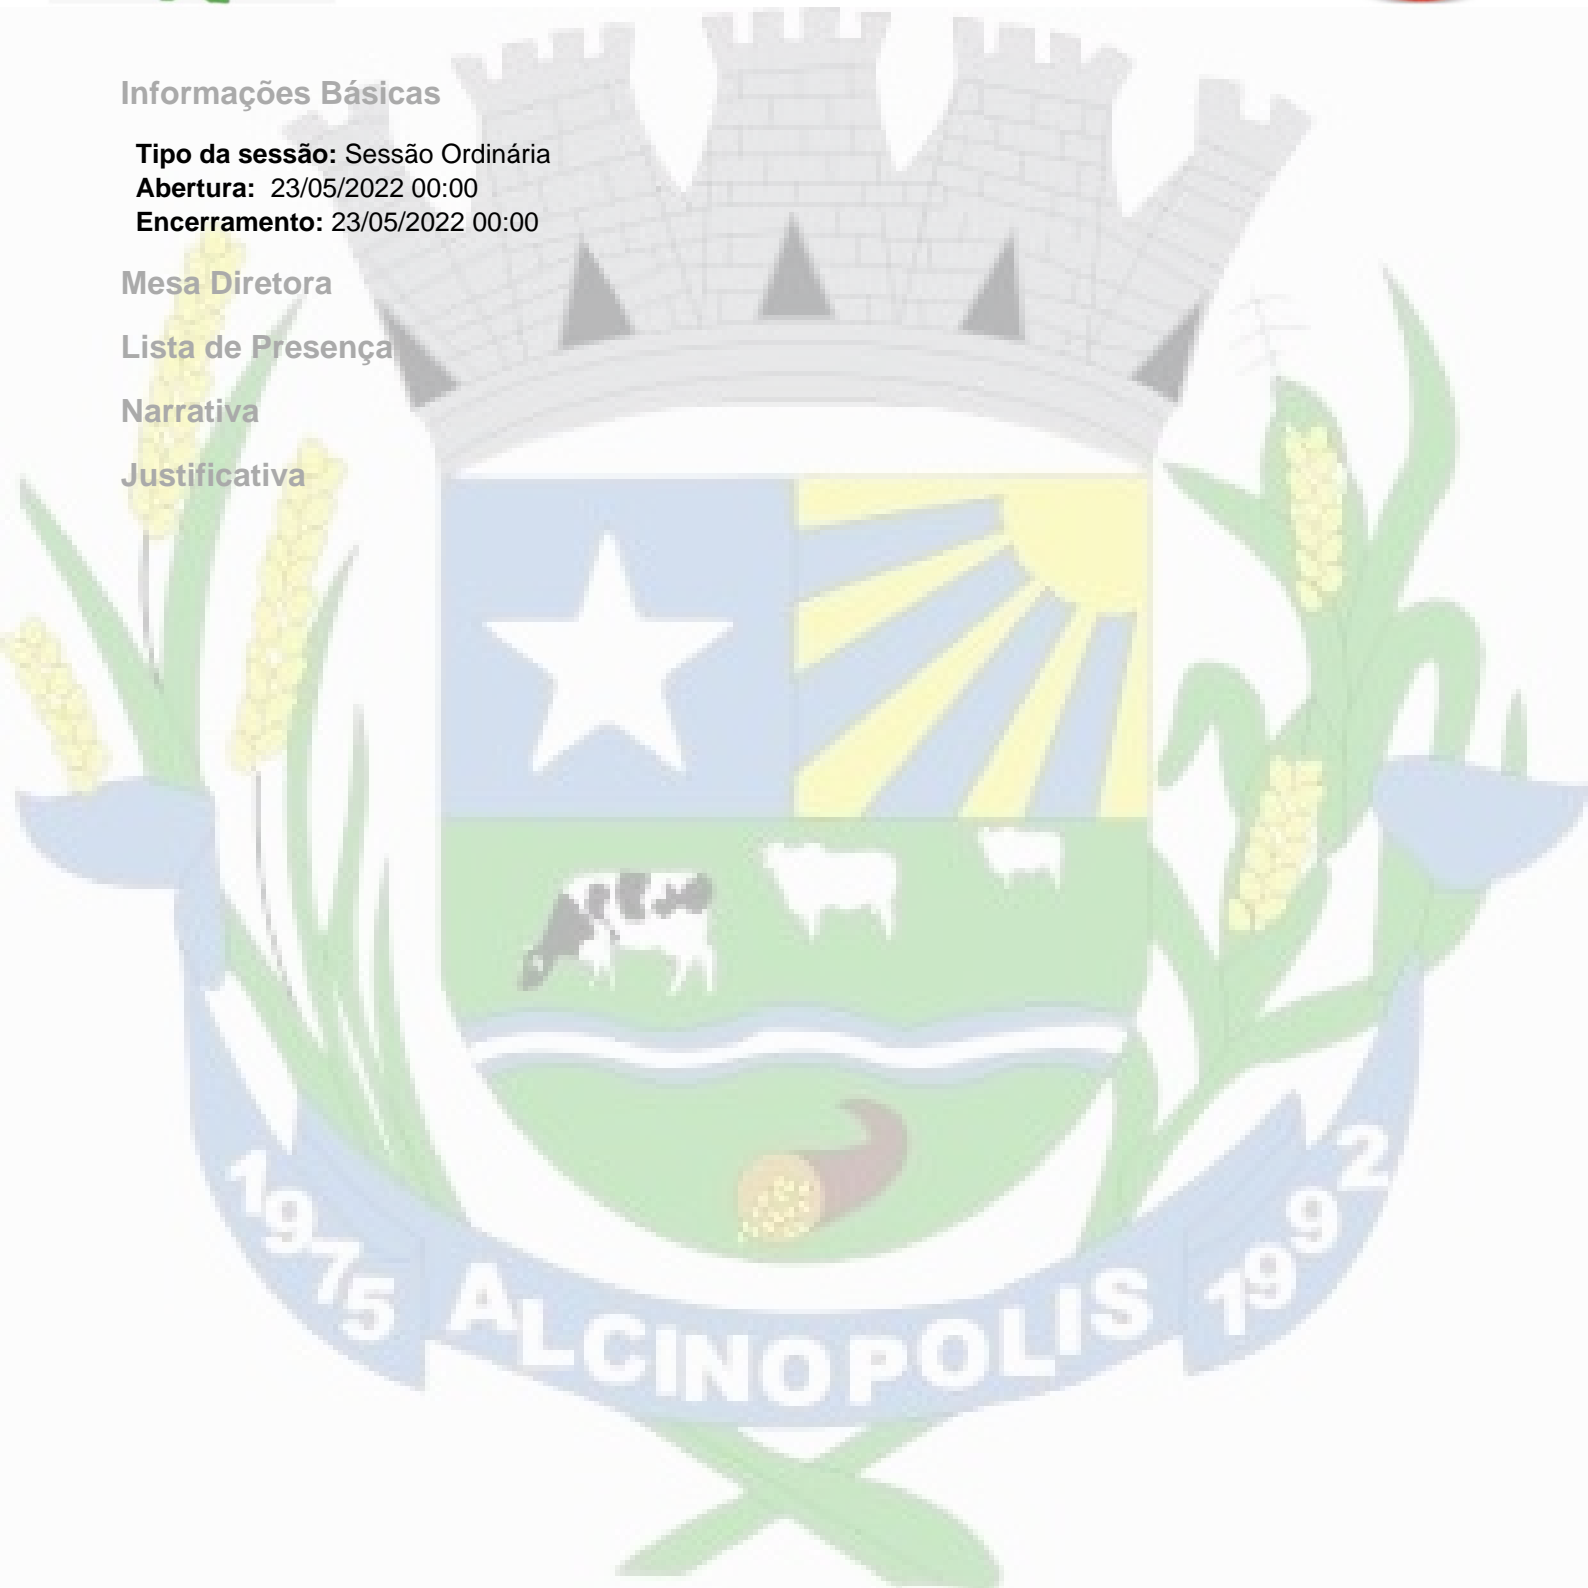 Informações Básicas
Tipo da sessão: Sessão Ordinária
Abertura: 23/05/2022 00:00
Encerramento: 23/05/2022 00:00
Mesa Diretora
Lista de Presença
Narrativa
Justificativa
1975 ALCINOPOLIS 1992